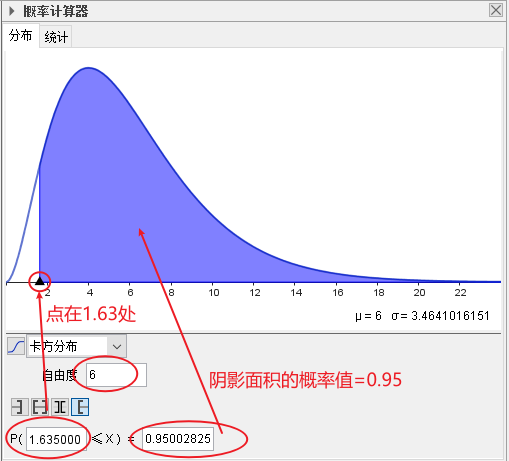 概率计算器
分布 统计
2 4 6 8 10 12 14 16 18 20 22
点在1.63处
μ = 6 σ = 3.4641016151
卡方分布
阴影面积的概率值=0.95
自由度 6
P( 1.635000 ≤ X ) = 0.95002825